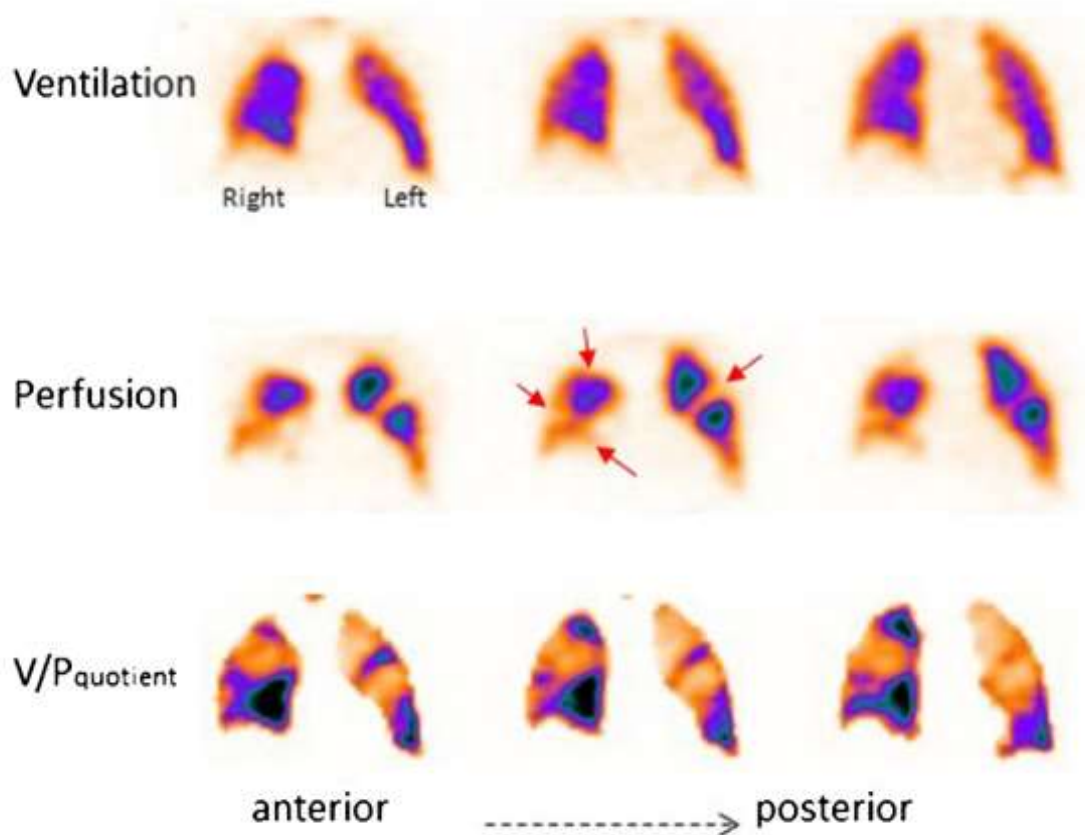 Ventilation
Right Left
Perfusion
V/Pquotient
anterior posterior